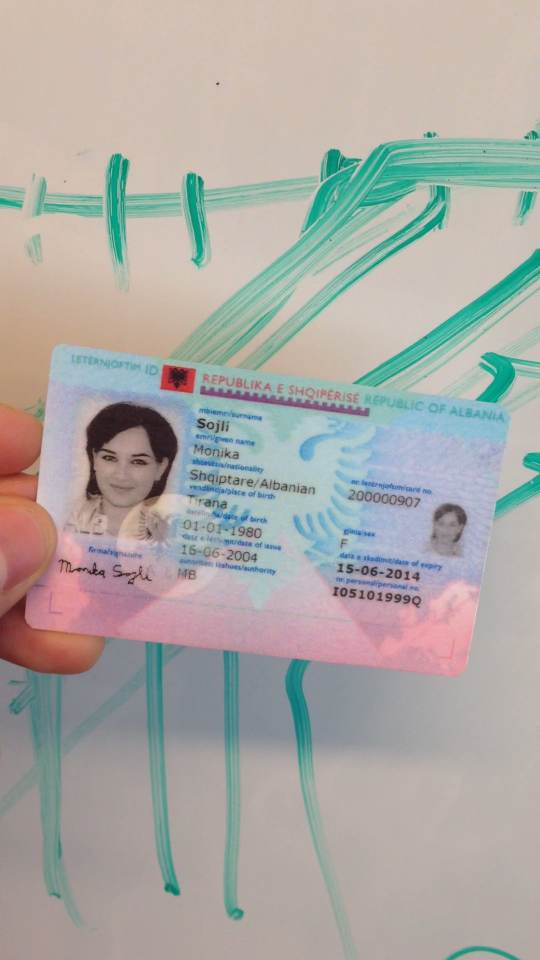 LETËRNJOFTIM ID REPUBLIKA E SHQIPËRISË REPUBLIC OF ALBANIA
mbiemri/surname
Sojli
emri/given name
Monika
shtetësia/nationality
Shqiptare/Albanian
nr. letërnjoftim/card no.
200000907
vendlindja/place of birth
Tirana
datëlindja/date of birth
01-01-1980
gjinia/sex
F
data e lëshimit/date of issue
16-06-2004
data e skadimit/date of expiry
15-06-2014
autoriteti lëshues/authority
MB
nr. personal/personal no.
I05101999Q
firma/signature
Monika Sojli